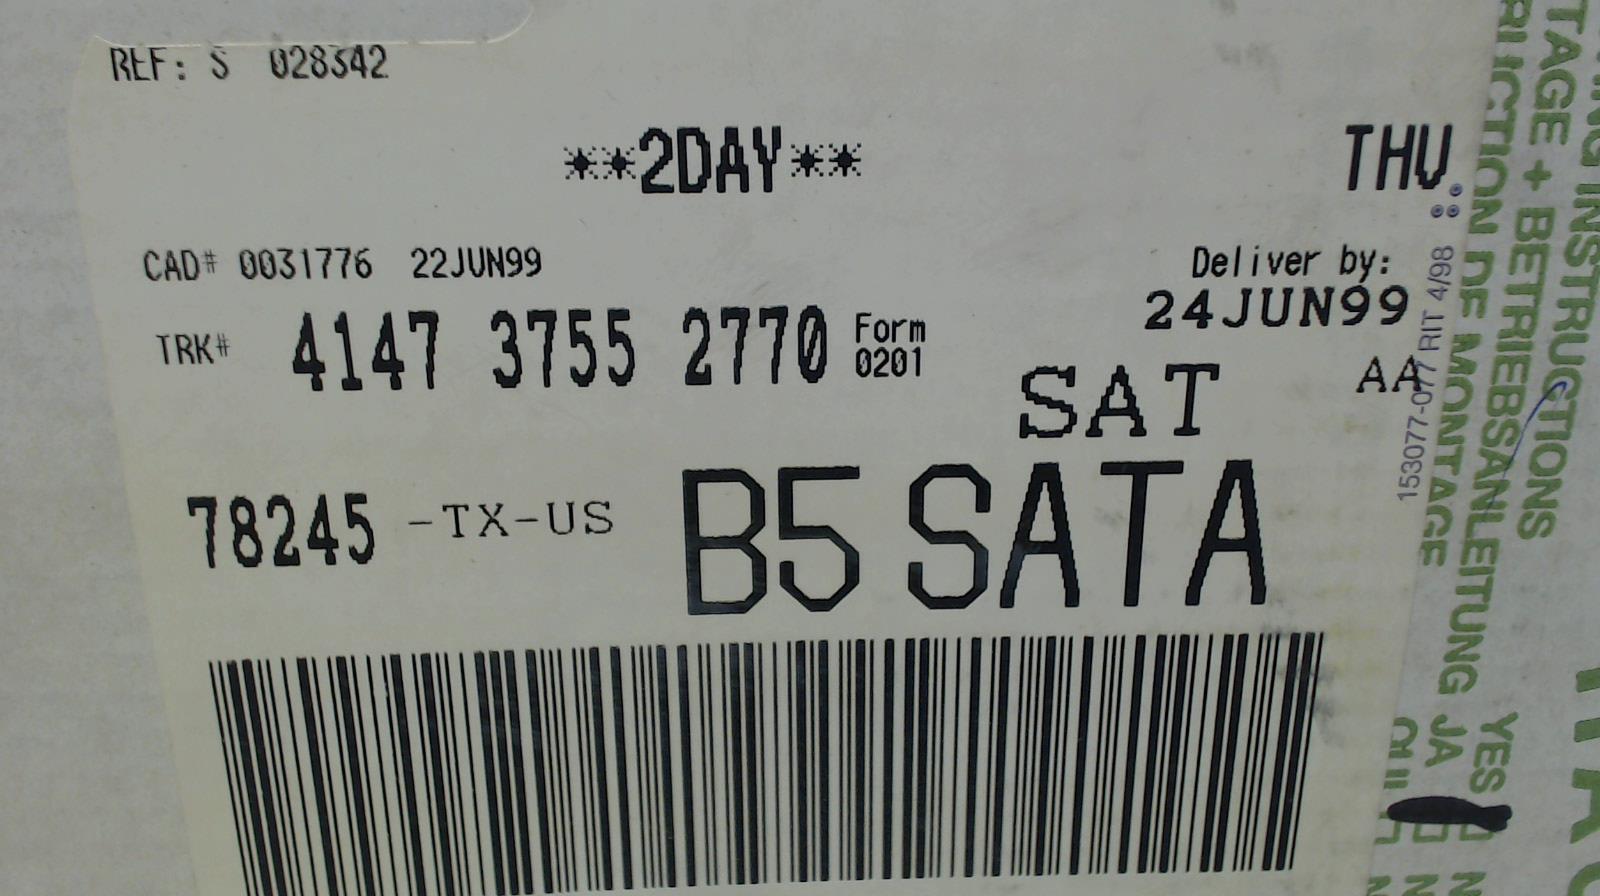 REF: S 028342
**2DAY**
THU
CAD# 0031776 22JUN99
Deliver by:
24JUN99
TRK# 4147 3755 2770 Form 0201
AA
SAT
78245 -TX-US
B5 SATA
153077-077 RIT 4/98
INSTRUCTIONS
TAGE + BETRIEBSANLEITUNG
RUCTION DE MONTAGE
YES
JA
OUI